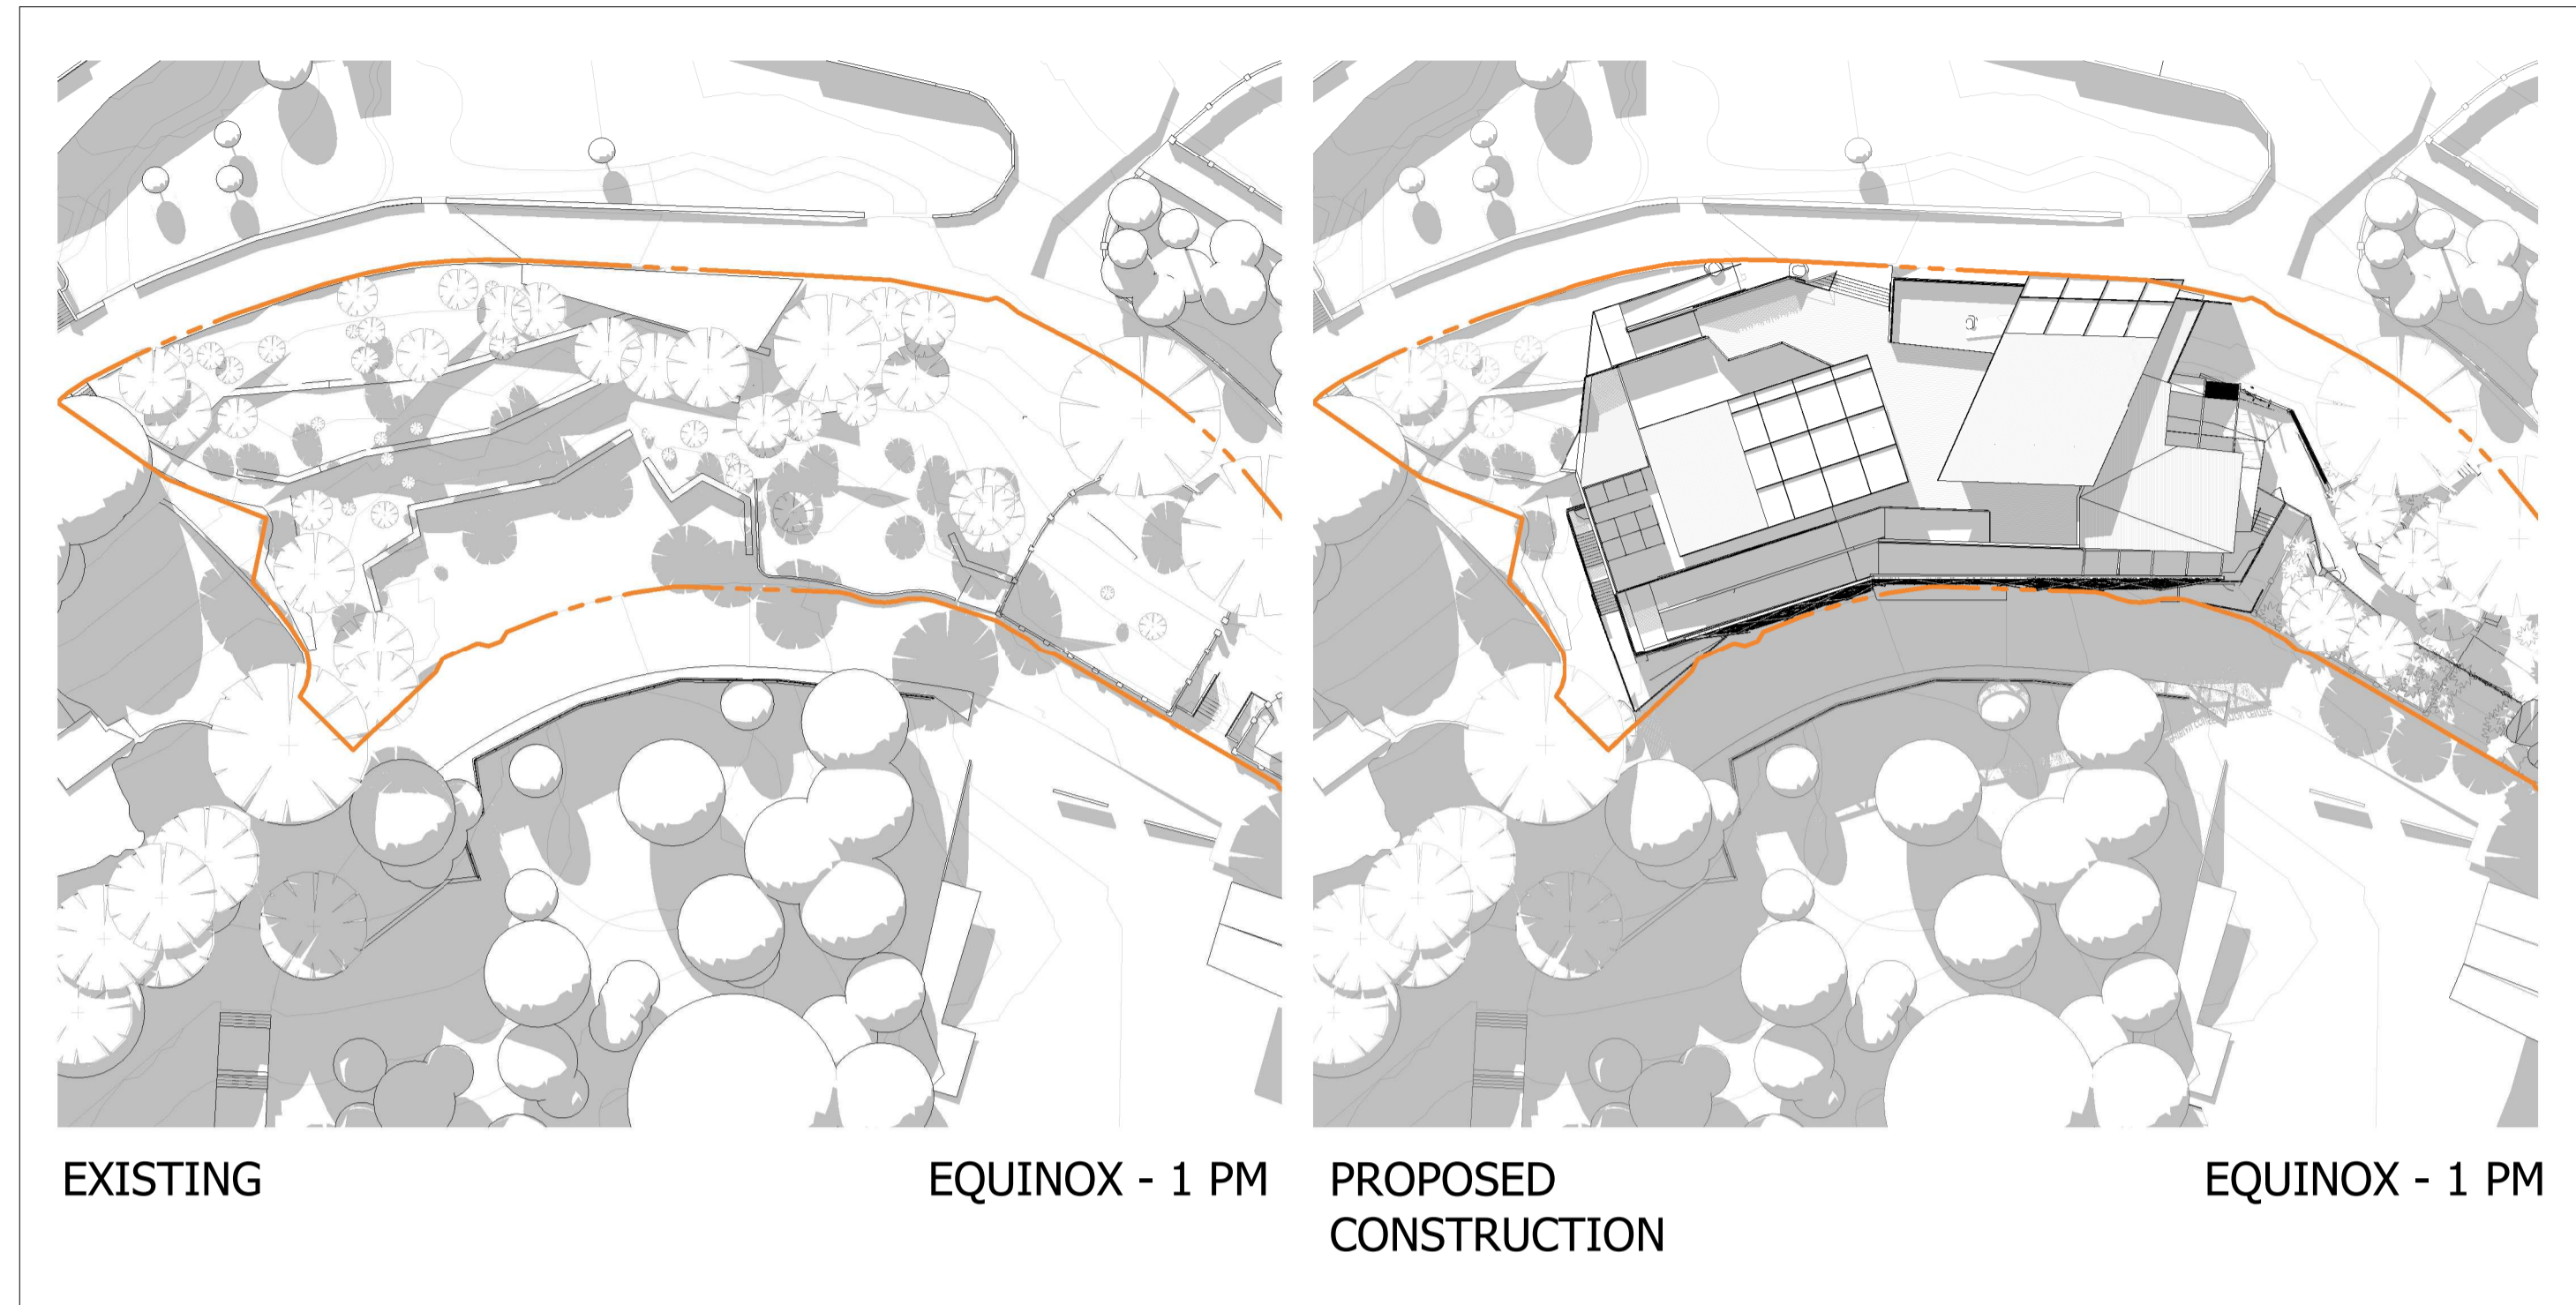 EXISTING
EQUINOX - 1 PM
PROPOSED
CONSTRUCTION
EQUINOX - 1 PM